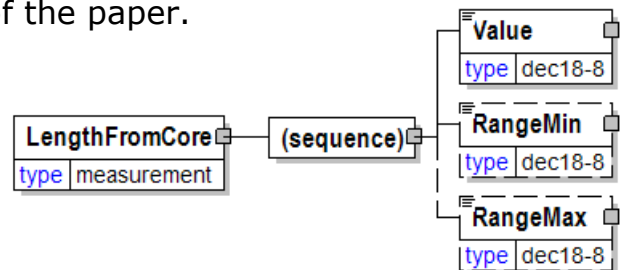 f the paper.
Value
type dec18-8
LengthFromCore
type measurement
(sequence)
RangeMin
type dec18-8
RangeMax
type dec18-8